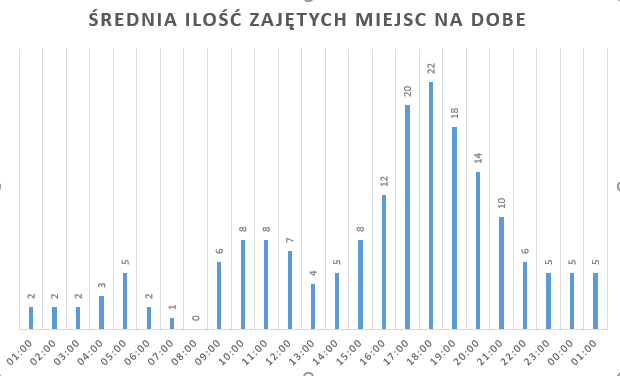 ŚREDNIA ILOŚĆ ZAJĘTYCH MIEJSC NA DOBE
2 2 2 3 5 2 1 0 6 8 8 7 4 5 8 12 20 22 18 14 10 6 5 5 5
01:00 02:00 03:00 04:00 05:00 06:00 07:00 08:00 09:00 10:00 11:00 12:00 13:00 14:00 15:00 16:00 17:00 18:00 19:00 20:00 21:00 22:00 23:00 00:00 01:00